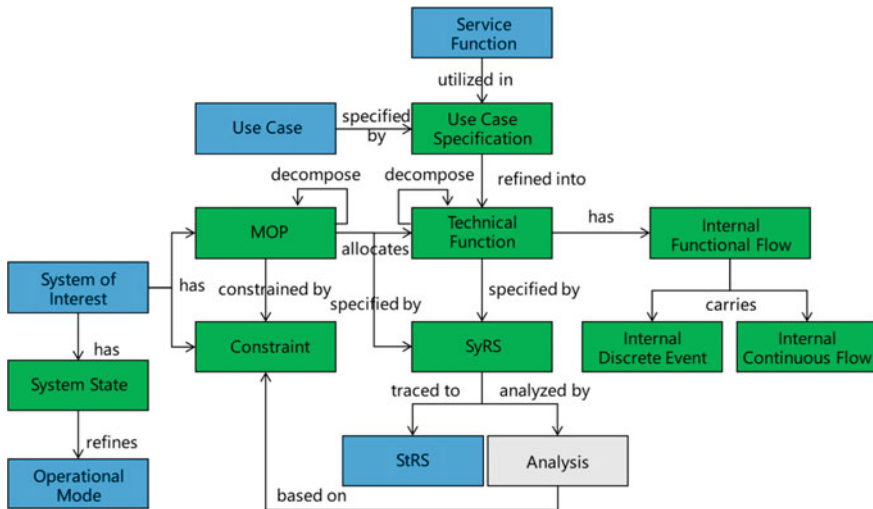 Service
Function
utilized in
Use Case
specified
by
Use Case
Specification
decompose
decompose
refined into
MOP
allocates
Technical
Function
has
Internal
Functional Flow
System of
Interest
has
constrained by
specified by
specified by
carries
Constraint
SyRS
Internal
Discrete Event
Internal
Continuous Flow
has
System State
traced to
analyzed by
refines
StRS
Analysis
Operational
Mode
based on